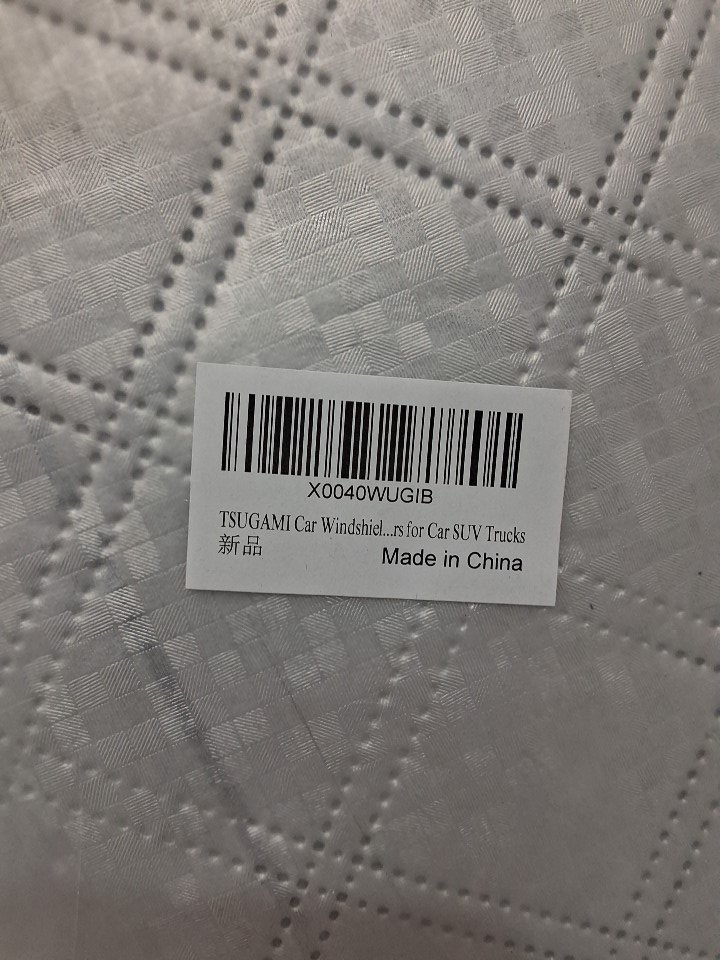 X0040WUGIB
TSUGAMI Car Windshiel...rs for Car SUV Trucks
新品
Made in China